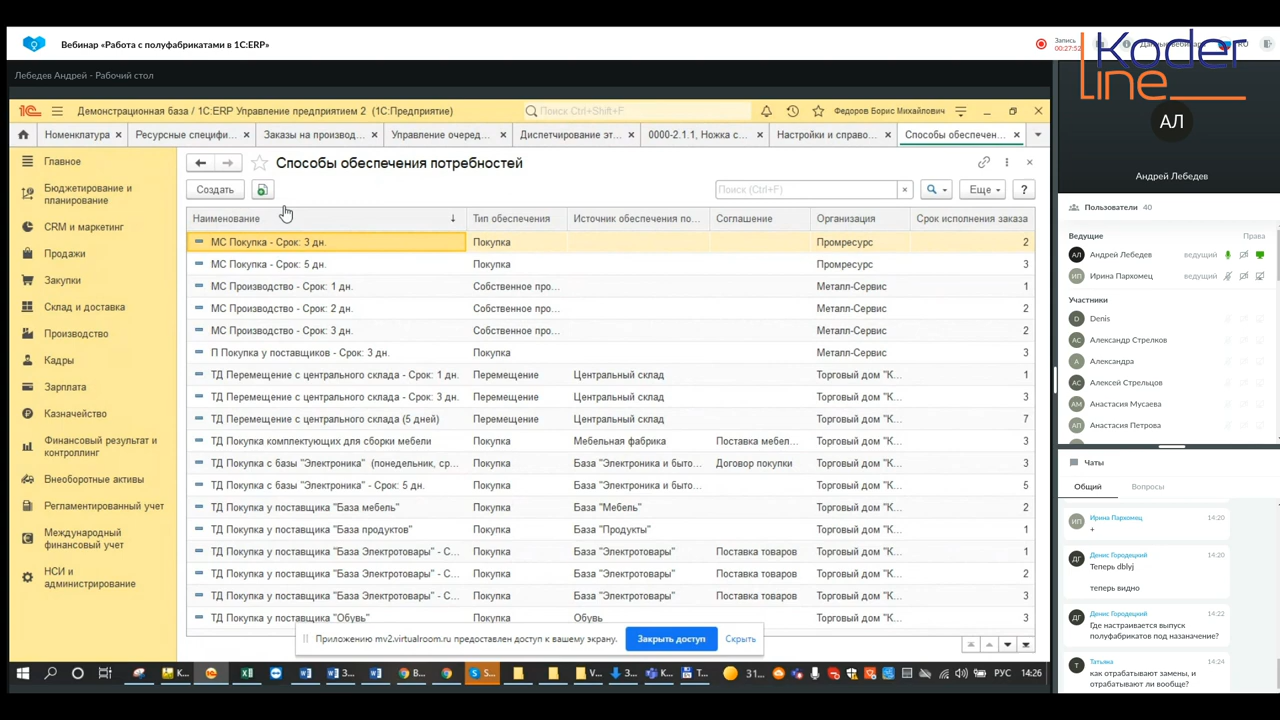 Вебинар «Работа с полуфабрикатами в 1С:ERP»
Запись
00:27:52
RU
Koder
line
Лебедев Андрей - Рабочий стол
Демонстрационная база / 1С:ERP Управление предприятием 2 (1С:Предприятие)
Поиск Ctrl+Shift+F
Федоров Борис Михайлович
Номенклатура
Ресурсные специфи...
Заказы на производ...
Управление очеред...
Диспетчирование эт...
0000-2.1.1, Ножка с...
Настройки и справо...
Способы обеспечен...
Главное
Бюджетирование и
планирование
CRM и маркетинг
Продажи
Закупки
Склад и доставка
Производство
Кадры
Зарплата
Казначейство
Финансовый результат и
контроллинг
Внеоборотные активы
Регламентированный учет
Международный
финансовый учет
НСИ и
администрирование
Способы обеспечения потребностей
Создать
Поиск (Ctrl+F)
Еще
?
Наименование Тип обеспечения Источник обеспечения по... Соглашение Организация Срок исполнения заказа
МС Покупка - Срок: 3 дн. Покупка Промресурс 2
МС Покупка - Срок: 5 дн. Покупка Промресурс 3
МС Производство - Срок: 1 дн. Собственное про... Металл-Сервис 1
МС Производство - Срок: 2 дн. Собственное про... Металл-Сервис 2
МС Производство - Срок: 3 дн. Собственное про... Металл-Сервис 2
П Покупка у поставщиков - Срок: 3 дн. Покупка Металл-Сервис 3
ТД Перемещение с центрального склада - Срок: 1 дн. Перемещение Центральный склад Торговый дом "К... 1
ТД Перемещение с центрального склада - Срок: 3 дн. Перемещение Центральный склад Торговый дом "К... 3
ТД Перемещение с центрального склада (5 дней) Перемещение Центральный склад Торговый дом "К... 7
ТД Покупка комплектующих для сборки мебели Покупка Мебельная фабрика Поставка мебел... Торговый дом "К... 3
ТД Покупка с базы "Электроника" (понедельник, ср... Покупка База "Электроника и быто... Договор покупки Торговый дом "К... 3
ТД Покупка с базы "Электроника" - Срок: 5 дн. Покупка База "Электроника и быто... Торговый дом "К... 5
ТД Покупка у поставщика "База мебель" Покупка База "Мебель" Торговый дом "К... 2
ТД Покупка у поставщика "База продуктов" Покупка База "Продукты" Торговый дом "К... 1
ТД Покупка у поставщика "База Электротовары" - С... Покупка База "Электротовары" Поставка товаров Торговый дом "К... 1
ТД Покупка у поставщика "База Электротовары" - С... Покупка База "Электротовары" Поставка товаров Торговый дом "К... 2
ТД Покупка у поставщика "База Электротовары" - С... Покупка База "Электротовары" Поставка товаров Торговый дом "К... 3
ТД Покупка у поставщика "Обувь" Покупка Обувь Торговый дом "К... 3
Приложению mv2.virtualroom.ru предоставлен доступ к вашему экрану.
Закрыть доступ
Скрыть
РУС
14:26
АЛ
Андрей Лебедев
Пользователи 40
Ведущие Права
АЛ Андрей Лебедев ведущий
ИП Ирина Пархомец ведущий
Участники
D Denis
АС Александр Стрелков
А Александра
АС Алексей Стрельцов
АМ Анастасия Мусаева
АП Анастасия Петрова
Чаты
Общий Вопросы
ИП Ирина Пархомец 14:20
+
ДГ Денис Городецкий 14:20
Теперь dblyj
теперь видно
ДГ Денис Городецкий 14:22
Где настраивается выпуск
полуфабрикатов под назаначение?
Т Татьяна 14:24
как отрабатывают замены, и
отрабатывают ли вообще?